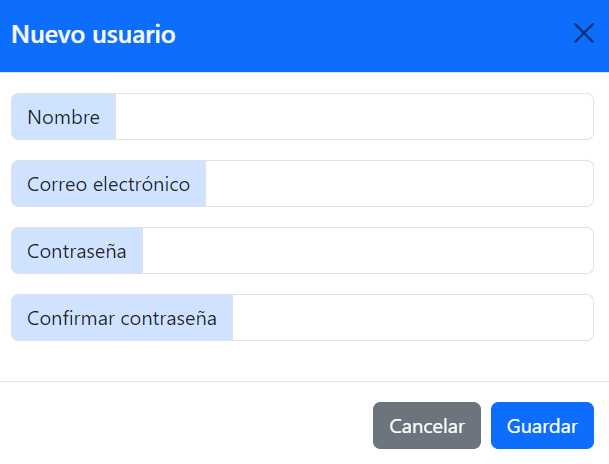 Nuevo usuario
Nombre
Correo electrónico
Contraseña
Confirmar contraseña
Cancelar Guardar